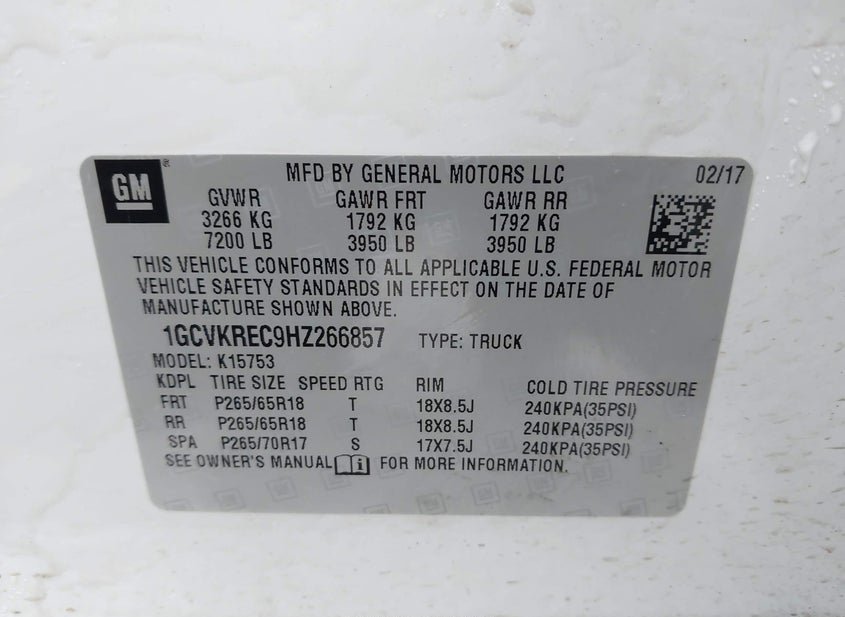 GM
MFD BY GENERAL MOTORS LLC 02/17
GVWR GAWR FRT GAWR RR
3266 KG 1792 KG 1792 KG
7200 LB 3950 LB 3950 LB
THIS VEHICLE CONFORMS TO ALL APPLICABLE U.S. FEDERAL MOTOR
VEHICLE SAFETY STANDARDS IN EFFECT ON THE DATE OF
MANUFACTURE SHOWN ABOVE.
1GCVKREC9HZ266857 TYPE: TRUCK
MODEL: K15753
KDPL TIRE SIZE SPEED RTG RIM COLD TIRE PRESSURE
FRT P265/65R18 T 18X8.5J 240KPA(35PSI)
RR P265/65R18 T 18X8.5J 240KPA(35PSI)
SPA P265/70R17 S 17X7.5J 240KPA(35PSI)
SEE OWNER'S MANUAL FOR MORE INFORMATION.